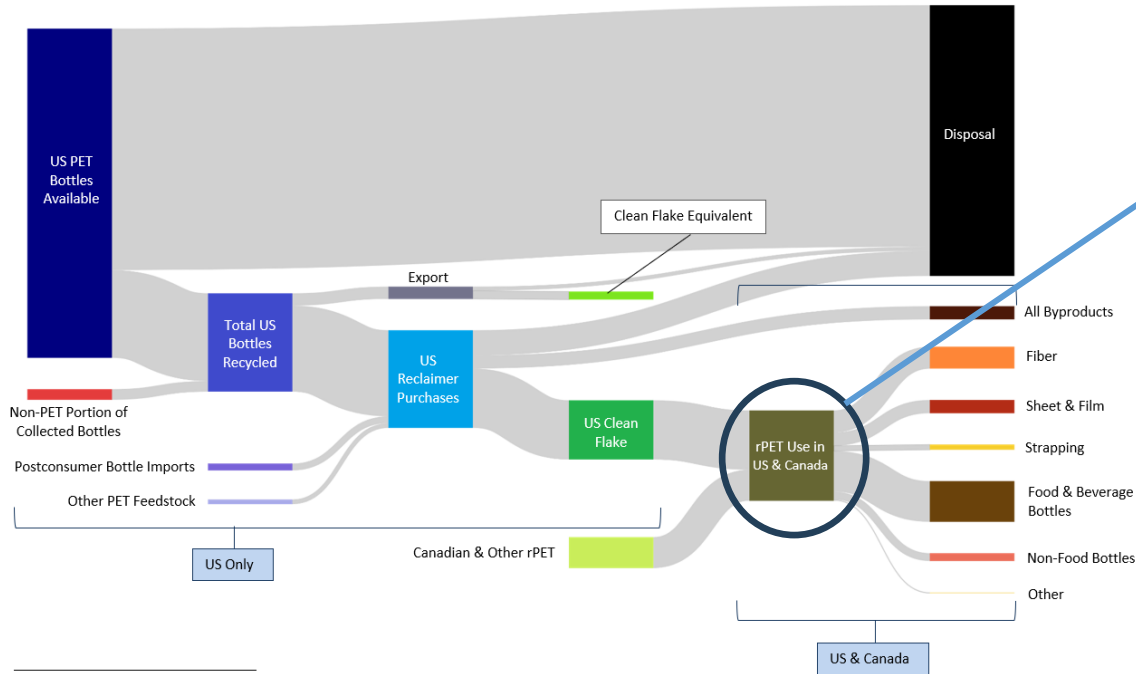 US PET
Bottles
Available
Disposal
Clean Flake Equivalent
Export
Total US
Bottles
Recycled
All Byproducts
US
Reclaimer
Purchases
Fiber
Non-PET Portion of
Collected Bottles
Sheet & Film
US Clean
Flake
rPET Use in
US & Canada
Strapping
Postconsumer Bottle Imports
Other PET Feedstock
Food & Beverage
Bottles
Canadian & Other rPET
Non-Food Bottles
US Only
Other
US & Canada